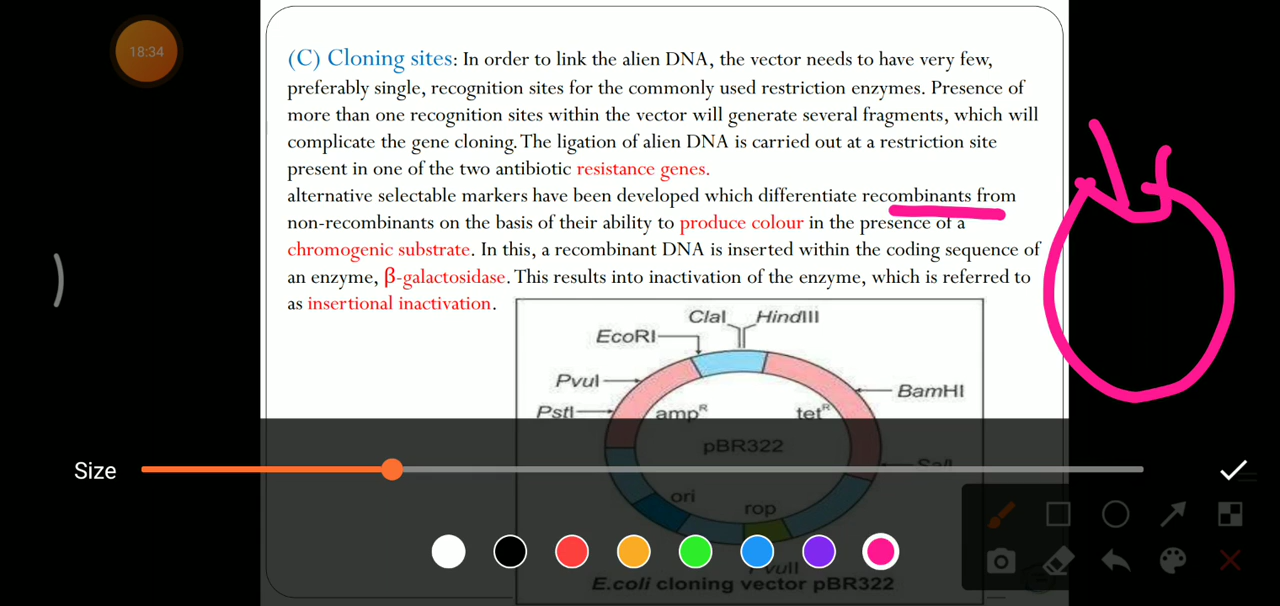 18:34
(C) Cloning sites: In order to link the alien DNA, the vector needs to have very few,
preferably single, recognition sites for the commonly used restriction enzymes. Presence of
more than one recognition sites within the vector will generate several fragments, which will
complicate the gene cloning. The ligation of alien DNA is carried out at a restriction site
present in one of the two antibiotic resistance genes.
alternative selectable markers have been developed which differentiate recombinants from
non-recombinants on the basis of their ability to produce colour in the presence of a
chromogenic substrate. In this, a recombinant DNA is inserted within the coding sequence of
an enzyme, β-galactosidase. This results into inactivation of the enzyme, which is referred to
as insertional inactivation.
ClaI HindIII
EcoRI
PvuI
BamHI
PstI
ampR tetR
pBR322
SalI
Size
ori
rop
PvuII
E.coli cloning vector pBR322